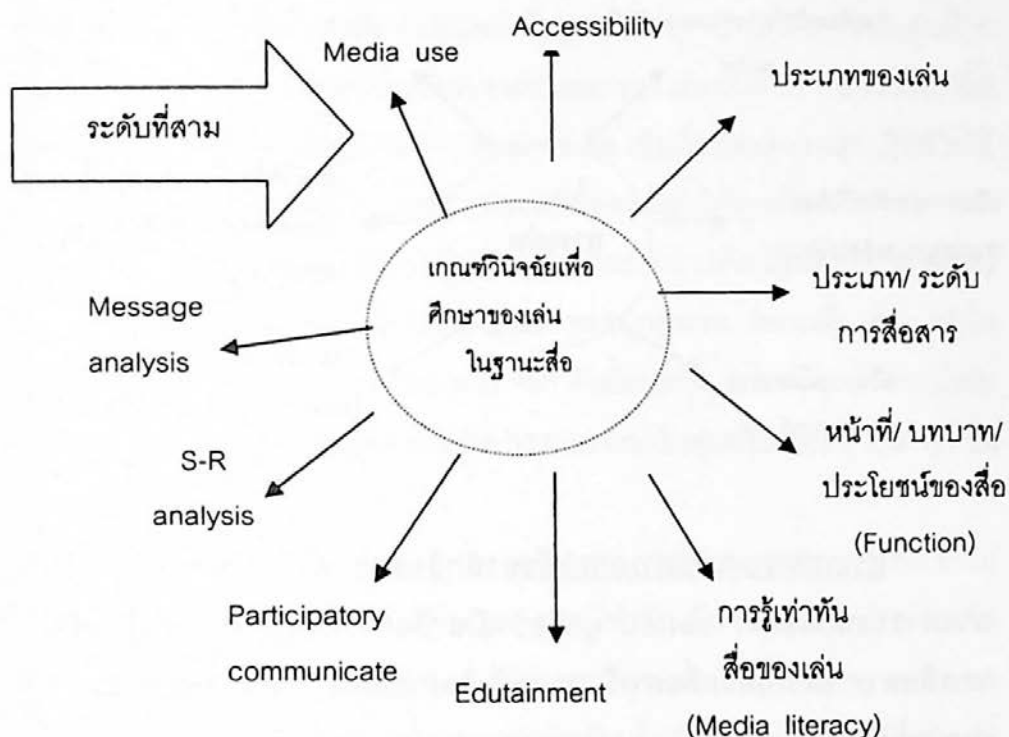 Accessibility
Media use
ประเภทของเล่น
ระดับที่สาม
เกณฑ์วินิจฉัยเพื่อ
ศึกษาของเล่น
ในฐานะสื่อ
ประเภท/ ระดับ
การสื่อสาร
Message
analysis
หน้าที่/ บทบาท/
ประโยชน์ของสื่อ
(Function)
S-R
analysis
Participatory
communicate
Edutainment
การรู้เท่าทัน
สื่อของเล่น
(Media literacy)